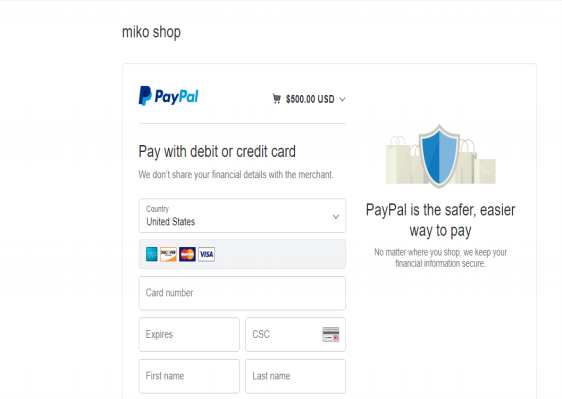 miko shop
PayPal
$500.00 USD
Pay with debit or credit card
We don't share your financial details with the merchant.
Country
United States
DISCOVER
MasterCard
VISA
Card number
Expires
CSC
First name
Last name
PayPal is the safer, easier
way to pay
No matter where you shop, we keep your
financial information secure.